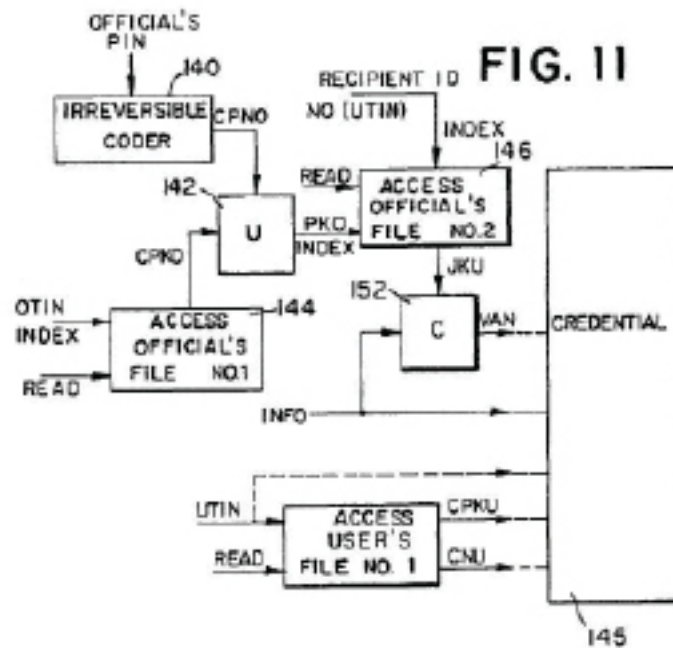 OFFICIAL'S
PIN
FIG. 11
140
IRREVERSIBLE
CODER
CPNO
RECIPIENT ID
NO (UTIN)
INDEX
146
142
U
READ
ACCESS
OFFICIAL'S
FILE NO.2
PKO
INDEX
CPKO
JKU
152
C
VAN
CREDENTIAL
OTIN
INDEX
144
ACCESS
OFFICIAL'S
FILE NO.1
READ
INFO
UTIN
ACCESS
USER'S
FILE NO. 1
CPKU
READ
CNU
145